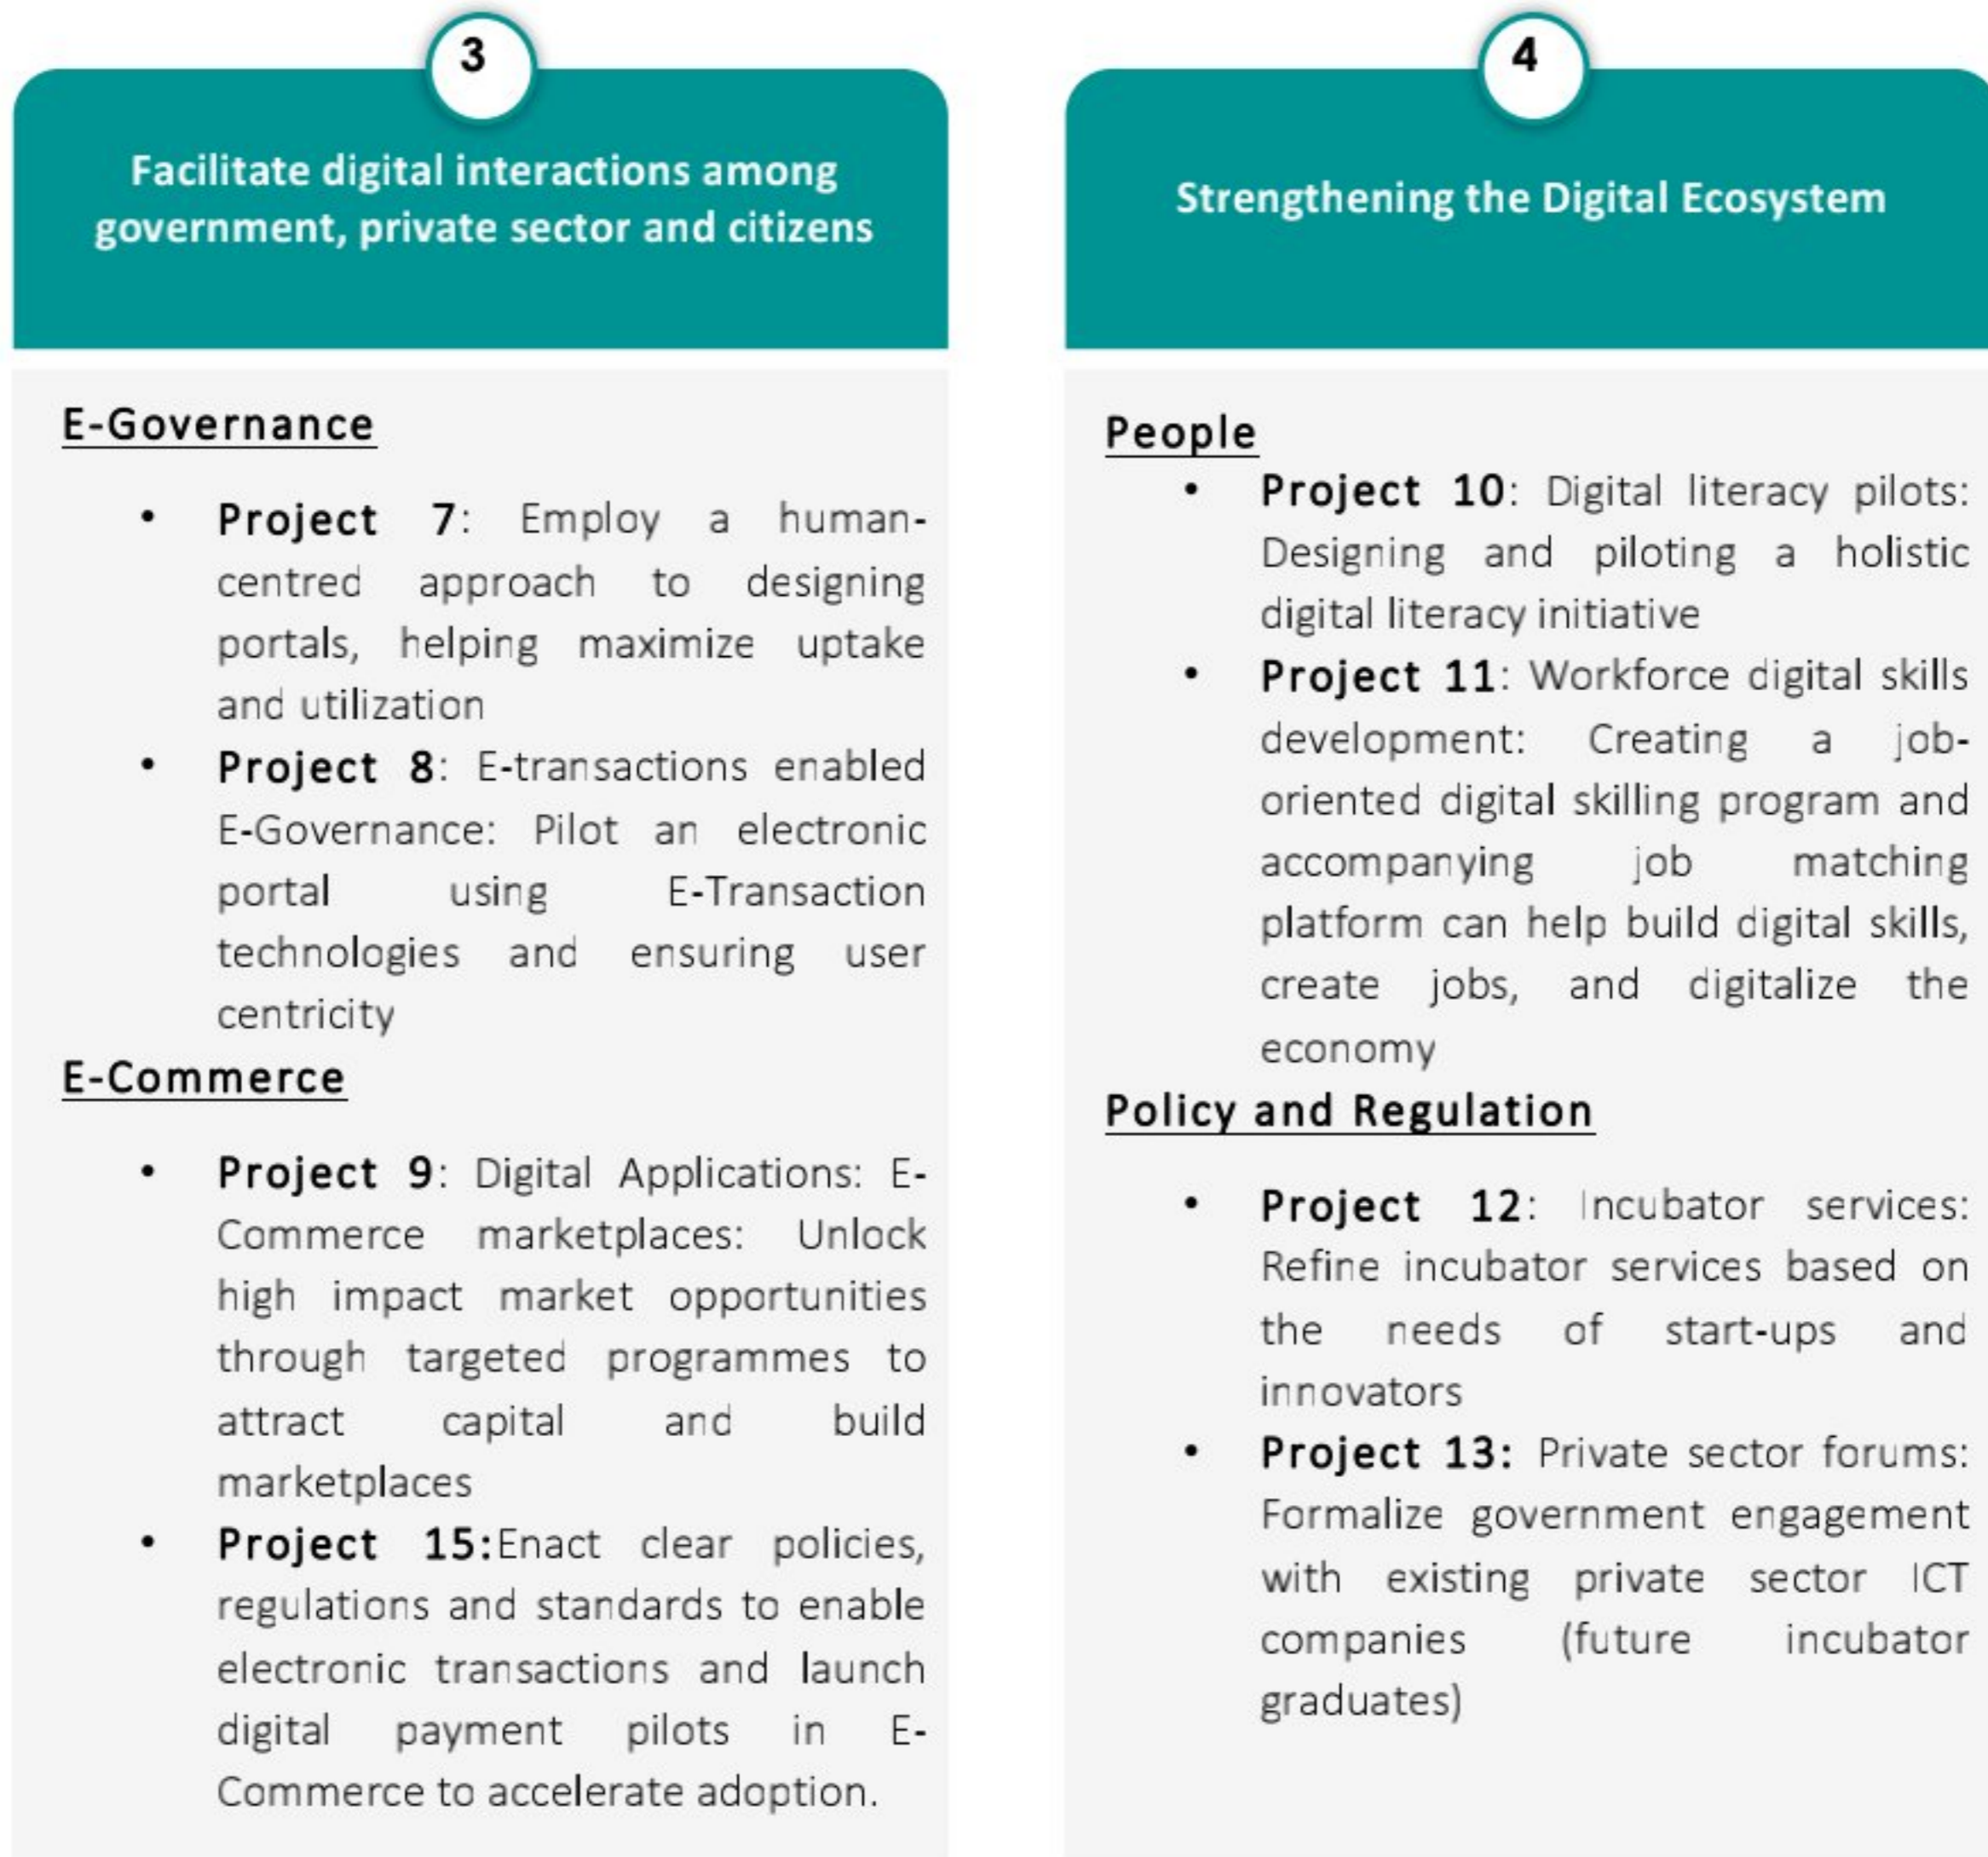 3
Facilitate digital interactions among
government, private sector and citizens
E-Governance
• Project 7: Employ a human-
centred approach to designing
portals, helping maximize uptake
and utilization
• Project 8: E-transactions enabled
E-Governance: Pilot an electronic
portal using E-Transaction
technologies and ensuring user
centricity
E-Commerce
• Project 9: Digital Applications: E-
Commerce marketplaces: Unlock
high impact market opportunities
through targeted programmes to
attract capital and build
marketplaces
• Project 15:Enact clear policies,
regulations and standards to enable
electronic transactions and launch
digital payment pilots in E-
Commerce to accelerate adoption.
4
Strengthening the Digital Ecosystem
People
• Project 10: Digital literacy pilots:
Designing and piloting a holistic
digital literacy initiative
• Project 11: Workforce digital skills
development: Creating a job-
oriented digital skilling program and
accompanying job matching
platform can help build digital skills,
create jobs, and digitalize the
economy
Policy and Regulation
• Project 12: Incubator services:
Refine incubator services based on
the needs of start-ups and
innovators
• Project 13: Private sector forums:
Formalize government engagement
with existing private sector ICT
companies (future incubator
graduates)